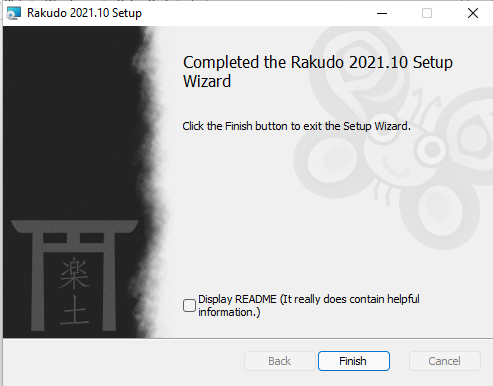 Rakudo 2021.10 Setup
Completed the Rakudo 2021.10 Setup
Wizard
Click the Finish button to exit the Setup Wizard.
楽
土
Display README (It really does contain helpful
information.)
Back
Finish
Cancel